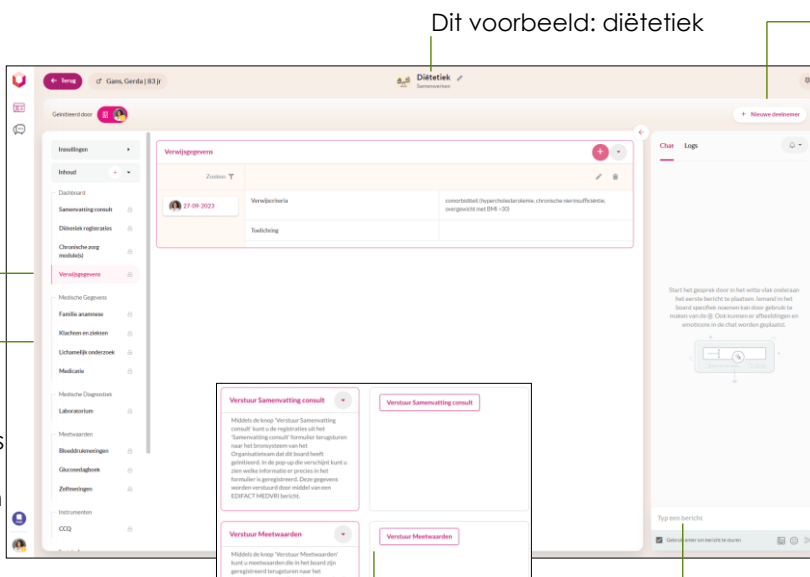 Dit voorbeeld: diëtetiek
Terug
Gans, Gerda | 83 jr
Diëtetiek
Samenwerken
Geïnitieerd door
+ Nieuwe deelnemer
Instellingen
Inhoud
Dashboard
Samenvatting consult
Diëtistiek registraties
Chronische zorg
module(s)
Verwijsgegevens
Medische Gegevens
Familie anamnese
Klachten en ziekten
Lichamelijk onderzoek
Medicatie
Medische Diagnostiek
Laboratorium
Meetwaarden
Bloeddrukmetingen
Glucosedagboek
Zelfmetingen
Instrumenten
CCQ
Verwijsgegevens
Zoeken
27-09-2023
Verwijscriteria
comorbiditeit (hypercholesterolemie, chronische nierinsufficiëntie,
overgewicht met BMI >30)
Toelichting
Verstuur Samenvatting consult
Middels de knop 'Verstuur Samenvatting
consult' kunt u de registraties uit het
'Samenvatting consult' formulier terugsturen
naar het bronsysteem van het
Organisatieteam dat dit board heeft
geïnitieerd. In de pop-up die verschijnt kunt u
zien welke informatie er precies in het
formulier is geregistreerd. Deze gegevens
worden verstuurd door middel van een
EDIFACT MEDVRI bericht.
Verstuur Samenvatting consult
Verstuur Meetwaarden
Middels de knop 'Verstuur Meetwaarden'
kunt u meetwaarden die in het board zijn
geregistreerd terugsturen naar het
Verstuur Meetwaarden
Chat
Logs
Start het gesprek door in het witte vlak onderaan
het eerste bericht te plaatsen. Iemand in het
board specifiek noemen kan door gebruik te
maken van de @. Ook kunnen er afbeeldingen en
emoticons in de chat worden geplaatst.
Typ een bericht
Gebruik enter om bericht te sturen